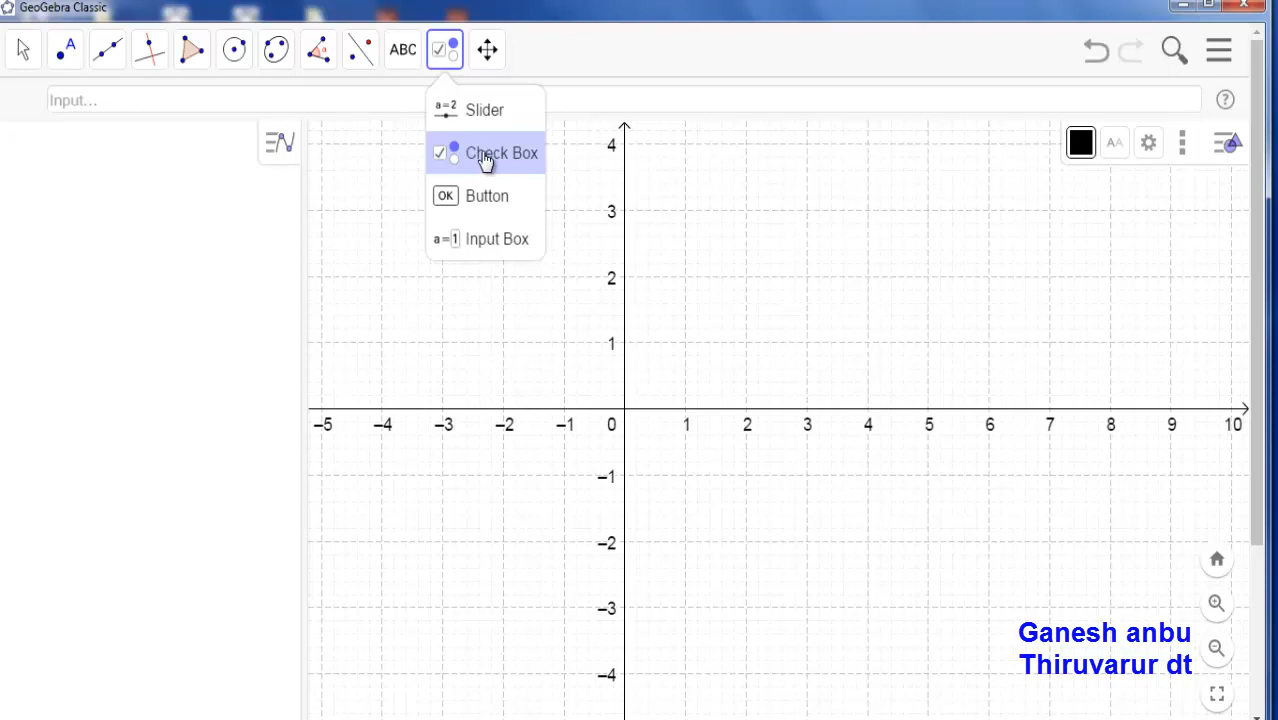 GeoGebra Classic
ABC
Input...
a=2 Slider
Check Box
OK Button
a=1 Input Box
AA
4
3
2
1
–5 –4 –3 –2 –1 0 1 2 3 4 5 6 7 8 9 10
–1
–2
–3
–4
Ganesh anbu
Thiruvarur dt